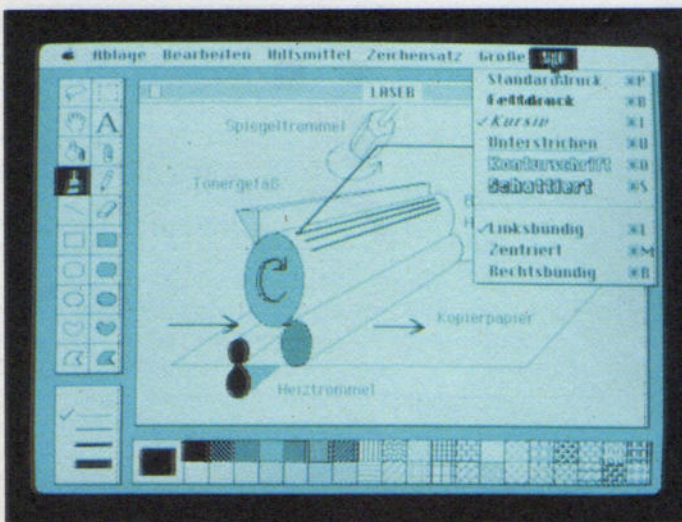 Ablage Bearbeiten Hilfsmittel Zeichensatz Größe Stil
LASER
Standarddruck ⌘P
Fettdruck ⌘B
✓Kursiv ⌘I
Unterstrichen ⌘U
Konturschrift ⌘O
Schattiert ⌘S
✓Linksbündig ⌘L
Zentriert ⌘M
Rechtsbündig ⌘R
A
Spiegeltrommel
Tonergefäß
C
Kopierpapier
Heiztrommel